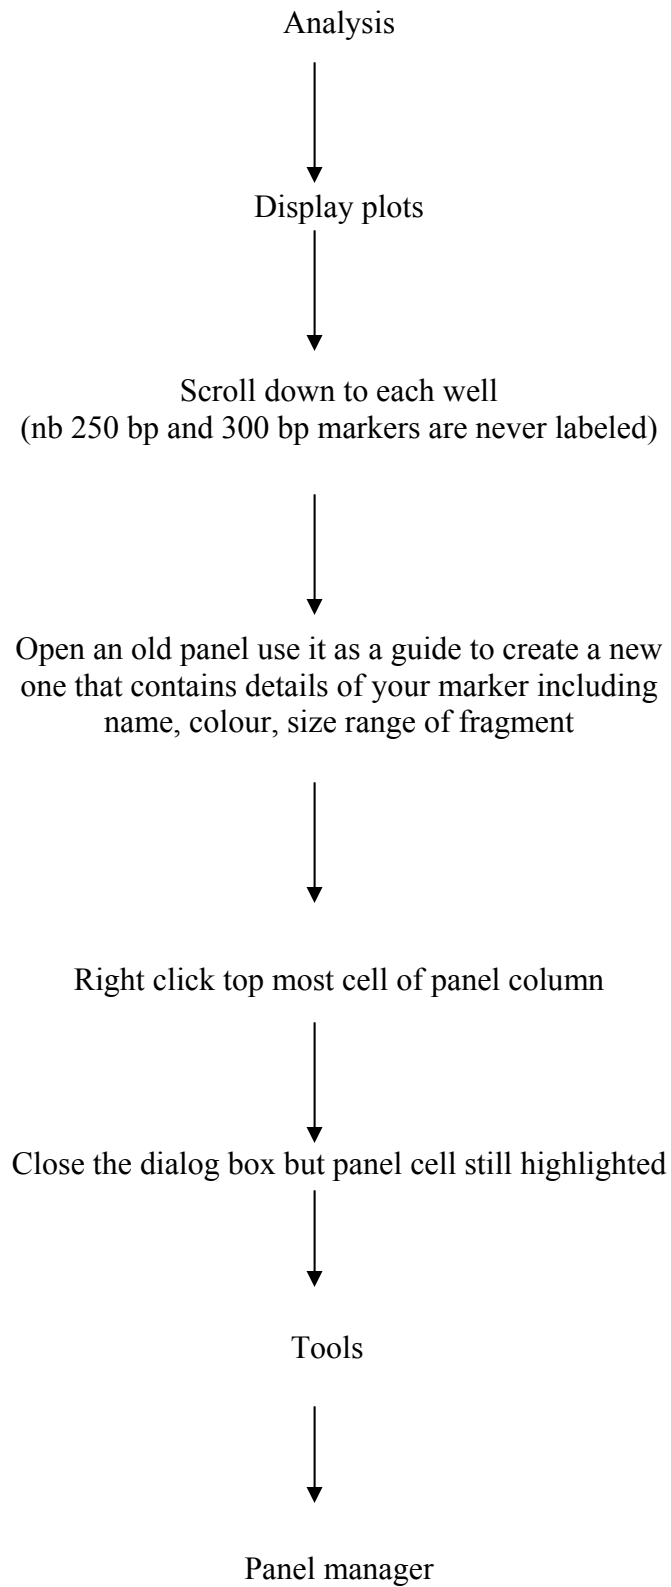 Analysis
Display plots
Scroll down to each well
(nb 250 bp and 300 bp markers are never labeled)
Open an old panel use it as a guide to create a new
one that contains details of your marker including
name, colour, size range of fragment
Right click top most cell of panel column
Close the dialog box but panel cell still highlighted
Tools
Panel manager